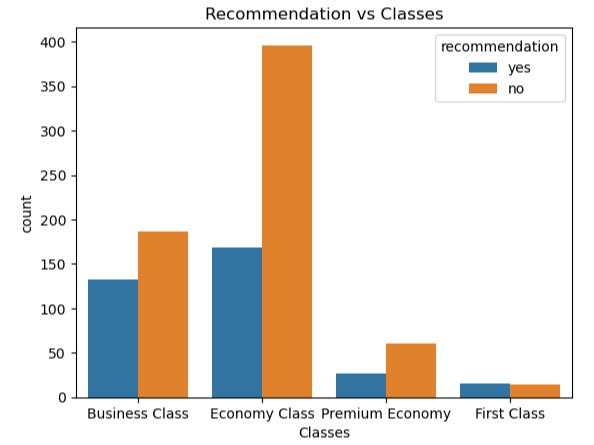 Recommendation vs Classes
recommendation
yes
no
400
350
300
250
200
150
100
50
0
count
Business Class Economy Class Premium Economy First Class
Classes